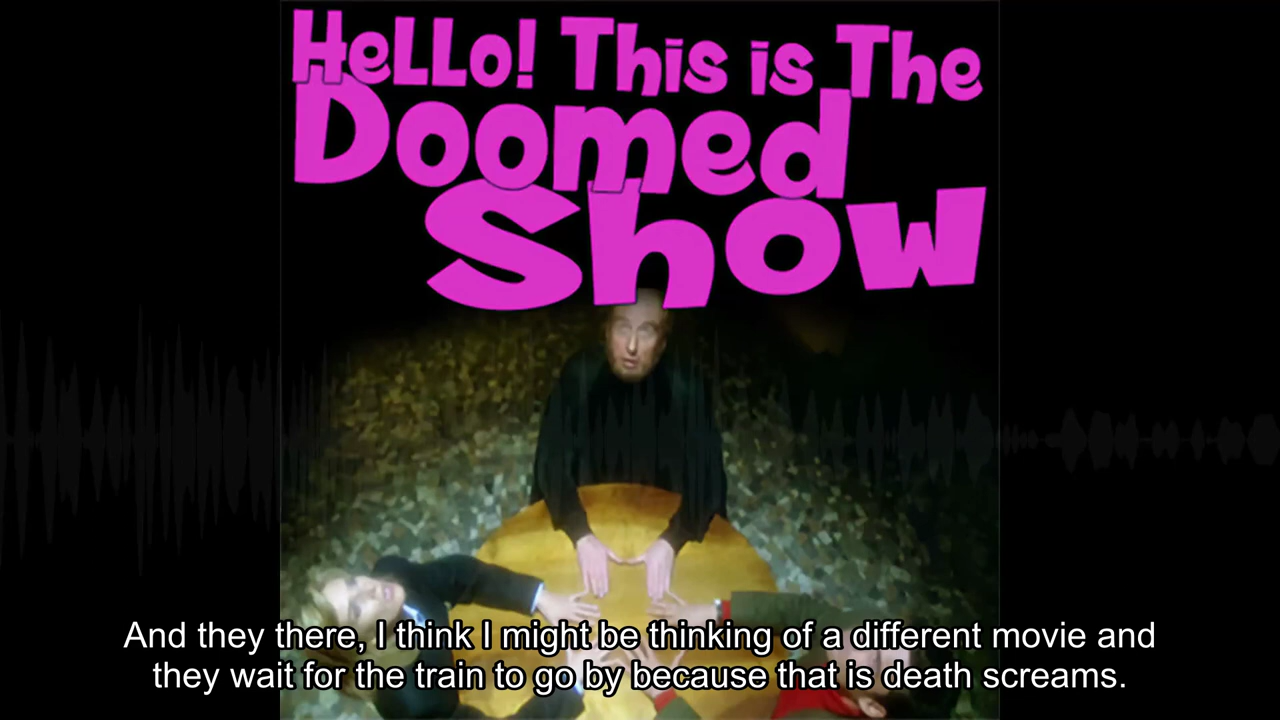 HeLLo! This is The
Doomed
Show
And they there, I think I might be thinking of a different movie and
they wait for the train to go by because that is death screams.